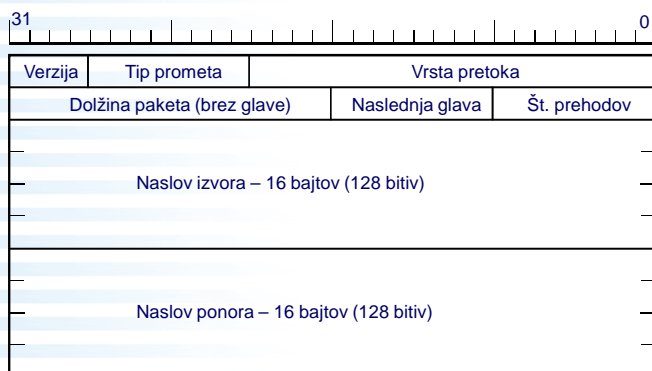 31 0
Verzija Tip prometa Vrsta pretoka
Dolžina paketa (brez glave) Naslednja glava Št. prehodov
Naslov izvora – 16 bajtov (128 bitiv)
Naslov ponora – 16 bajtov (128 bitiv)